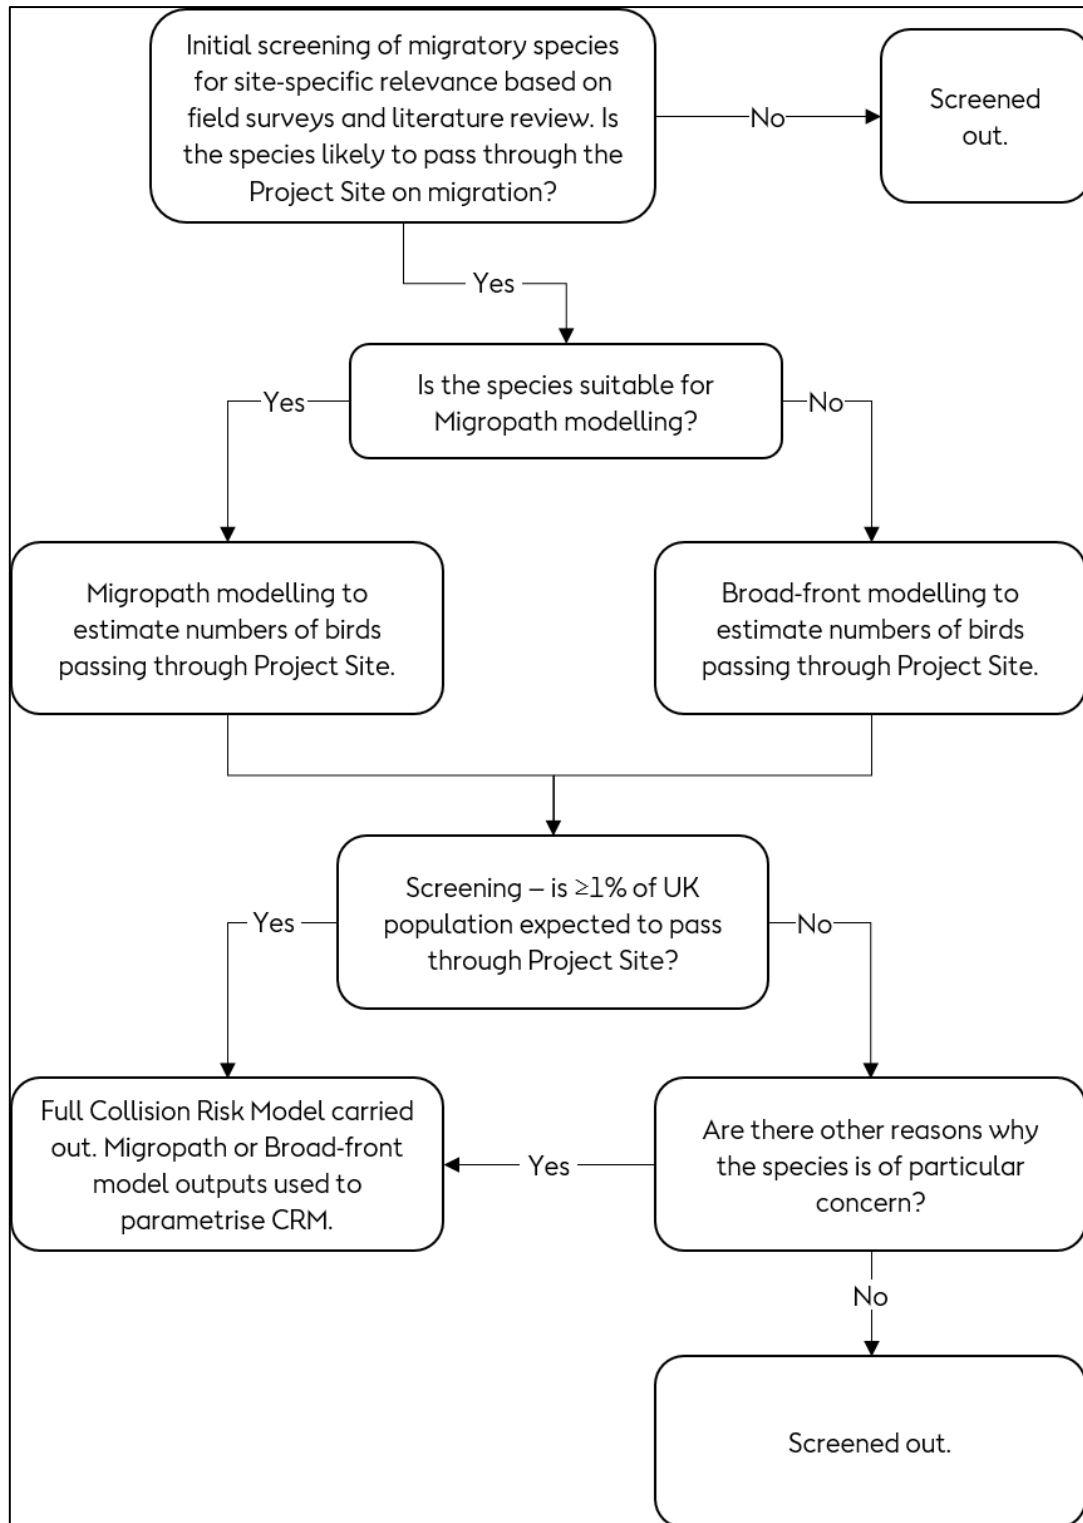 Initial screening of migratory species
for site-specific relevance based on
field surveys and literature review. Is
the species likely to pass through the
Project Site on migration?
No
Screened
out.
Yes
Is the species suitable for
Migropath modelling?
Yes
No
Migropath modelling to
estimate numbers of birds
passing through Project Site.
Broad-front modelling to
estimate numbers of birds
passing through Project Site.
Screening – is ≥1% of UK
population expected to pass
through Project Site?
Yes
No
Full Collision Risk Model carried
out. Migropath or Broad-front
model outputs used to
parametrise CRM.
Yes
Are there other reasons why
the species is of particular
concern?
No
Screened out.